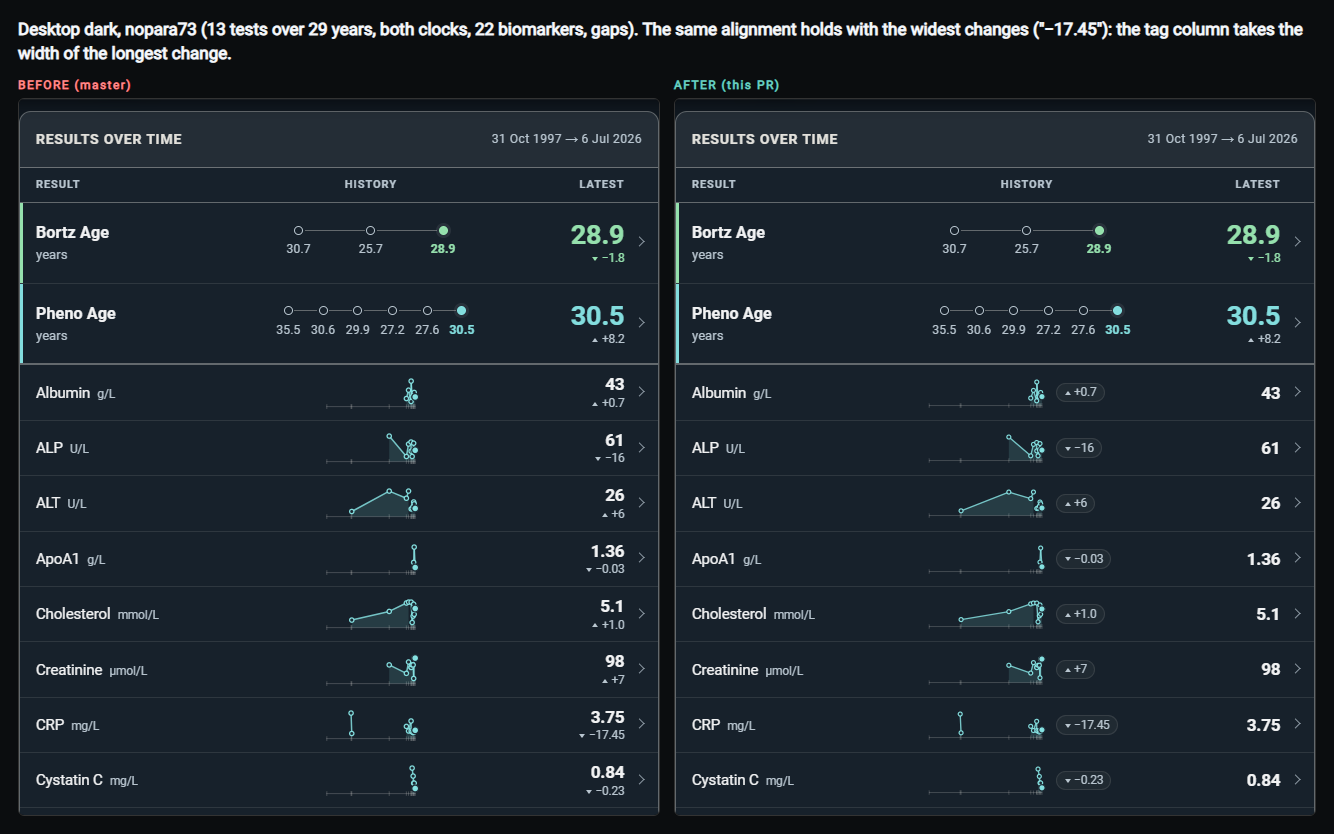 Desktop dark, nopara73 (13 tests over 29 years, both clocks, 22 biomarkers, gaps). The same alignment holds with the widest changes ("−17.45"): the tag column takes the
width of the longest change.
BEFORE (master)
RESULTS OVER TIME
31 Oct 1997 → 6 Jul 2026
RESULT HISTORY LATEST
Bortz Age
years
30.7 25.7 28.9
28.9
▼ −1.8
Pheno Age
years
35.5 30.6 29.9 27.2 27.6 30.5
30.5
▲ +8.2
Albumin g/L
43
▲ +0.7
ALP U/L
61
▼ −16
ALT U/L
26
▲ +6
ApoA1 g/L
1.36
▼ −0.03
Cholesterol mmol/L
5.1
▲ +1.0
Creatinine µmol/L
98
▲ +7
CRP mg/L
3.75
▼ −17.45
Cystatin C mg/L
0.84
▼ −0.23
AFTER (this PR)
RESULTS OVER TIME
31 Oct 1997 → 6 Jul 2026
RESULT HISTORY LATEST
Bortz Age
years
30.7 25.7 28.9
28.9
▼ −1.8
Pheno Age
years
35.5 30.6 29.9 27.2 27.6 30.5
30.5
▲ +8.2
Albumin g/L ▲ +0.7 43
ALP U/L ▼ −16 61
ALT U/L ▲ +6 26
ApoA1 g/L ▼ −0.03 1.36
Cholesterol mmol/L ▲ +1.0 5.1
Creatinine µmol/L ▲ +7 98
CRP mg/L ▼ −17.45 3.75
Cystatin C mg/L ▼ −0.23 0.84